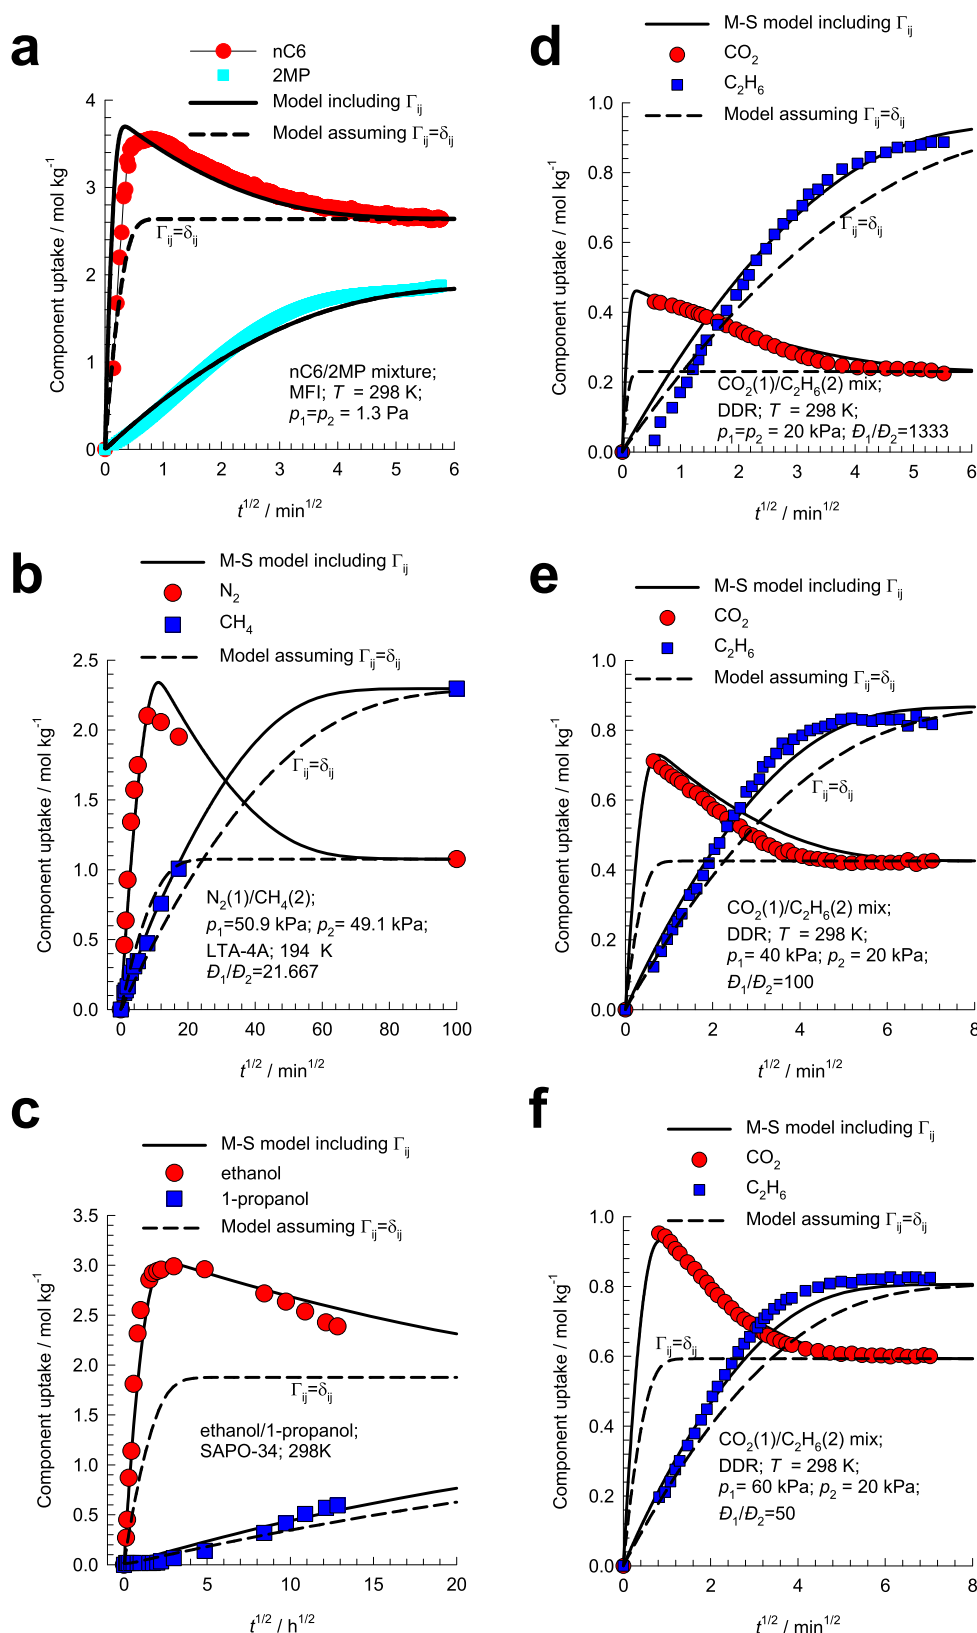 a
nC6
2MP
Model including Γij
Model assuming Γij=δij
4
3
2
1
0
Component uptake / mol kg-1
Γij=δij
nC6/2MP mixture;
MFI; T = 298 K;
p1=p2 = 1.3 Pa
0 1 2 3 4 5 6
t1/2 / min1/2
b
M-S model including Γij
N2
CH4
Model assuming Γij=δij
2.5
2.0
1.5
1.0
0.5
0.0
Component uptake / mol kg-1
Γij=δij
N2(1)/CH4(2);
p1=50.9 kPa; p2= 49.1 kPa;
LTA-4A; 194 K
Đ1/Đ2=21.667
0 20 40 60 80 100
t1/2 / min1/2
c
M-S model including Γij
ethanol
1-propanol
Model assuming Γij=δij
3.5
3.0
2.5
2.0
1.5
1.0
0.5
0.0
Component uptake / mol kg-1
Γij=δij
ethanol/1-propanol;
SAPO-34; 298K
0 5 10 15 20
t1/2 / h1/2
d
M-S model including Γij
CO2
C2H6
Model assuming Γij=δij
1.0
0.8
0.6
0.4
0.2
0.0
Component uptake / mol kg-1
Γij=δij
CO2(1)/C2H6(2) mix;
DDR; T = 298 K;
p1=p2 = 20 kPa; Đ1/Đ2=1333
0 1 2 3 4 5 6
t1/2 / min1/2
e
M-S model including Γij
CO2
C2H6
Model assuming Γij=δij
1.0
0.8
0.6
0.4
0.2
0.0
Component uptake / mol kg-1
Γij=δij
CO2(1)/C2H6(2) mix;
DDR; T = 298 K;
p1= 40 kPa; p2 = 20 kPa;
Đ1/Đ2=100
0 2 4 6 8
t1/2 / min1/2
f
M-S model including Γij
CO2
C2H6
Model assuming Γij=δij
1.0
0.8
0.6
0.4
0.2
0.0
Component uptake / mol kg-1
Γij=δij
CO2(1)/C2H6(2) mix;
DDR; T = 298 K;
p1= 60 kPa; p2 = 20 kPa;
Đ1/Đ2=50
0 2 4 6 8
t1/2 / min1/2